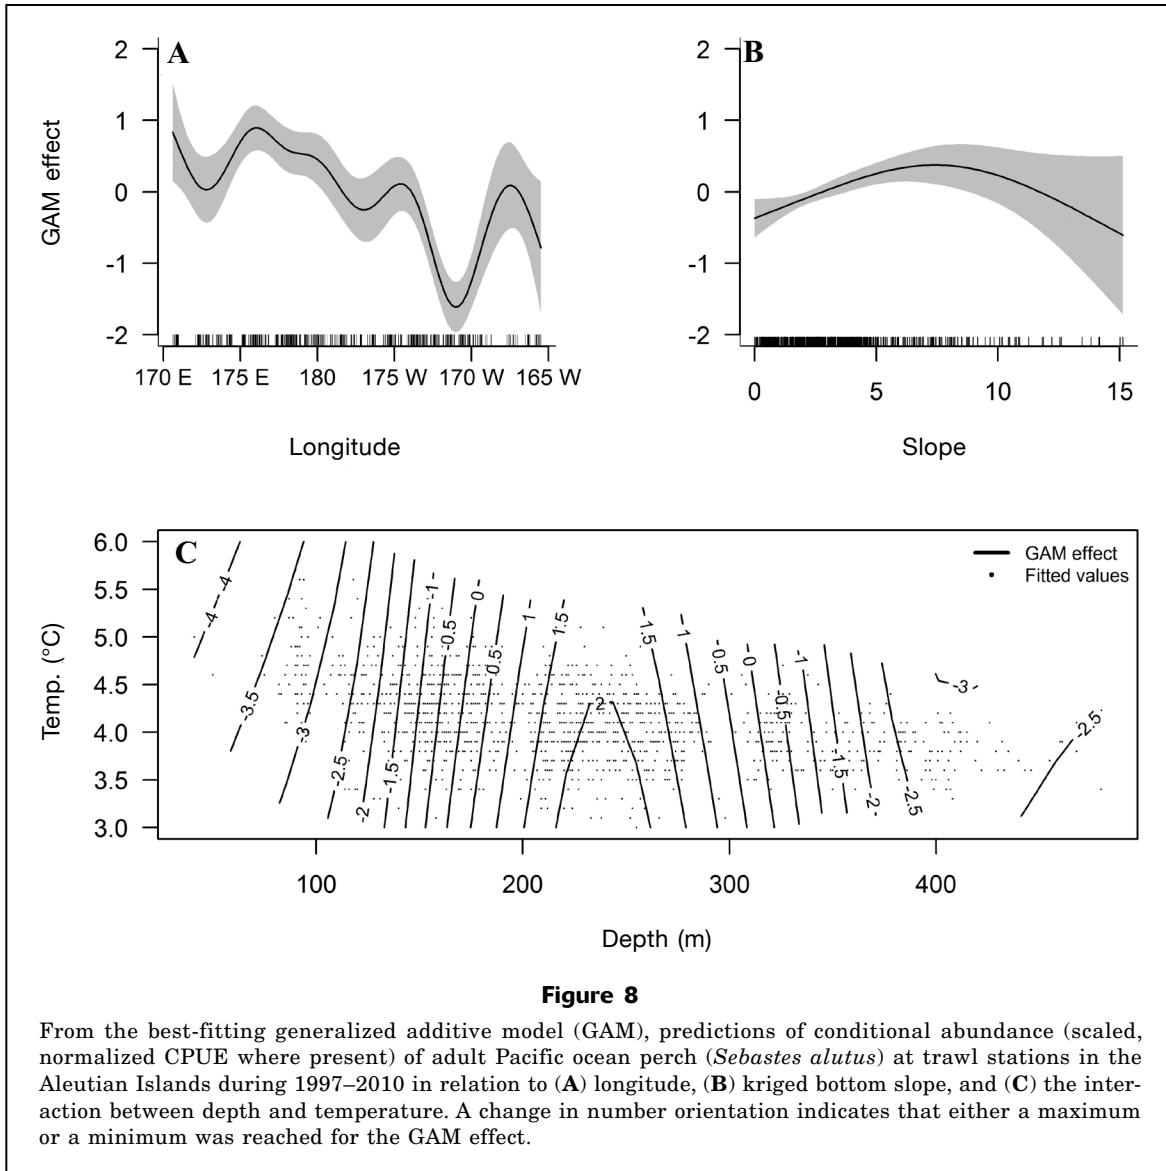 A
B
2
1
0
-1
-2
GAM effect
170 E 175 E 180 175 W 170 W 165 W
Longitude
2
1
0
-1
-2
0 5 10 15
Slope
C
GAM effect
Fitted values
6.0
5.5
5.0
4.5
4.0
3.5
3.0
Temp. (°C)
-4 -4 -3.5 -3 -2.5 -2 -1.5 -1 -0.5 0 0.5 1 1.5 2 1.5 1 0.5 0 -0.5 -1 -1.5 -2 -2.5 -3 -2.5
100 200 300 400
Depth (m)
Figure 8
From the best-fitting generalized additive model (GAM), predictions of conditional abundance (scaled,
normalized CPUE where present) of adult Pacific ocean perch (Sebastes alutus) at trawl stations in the
Aleutian Islands during 1997–2010 in relation to (A) longitude, (B) kriged bottom slope, and (C) the inter-
action between depth and temperature. A change in number orientation indicates that either a maximum
or a minimum was reached for the GAM effect.